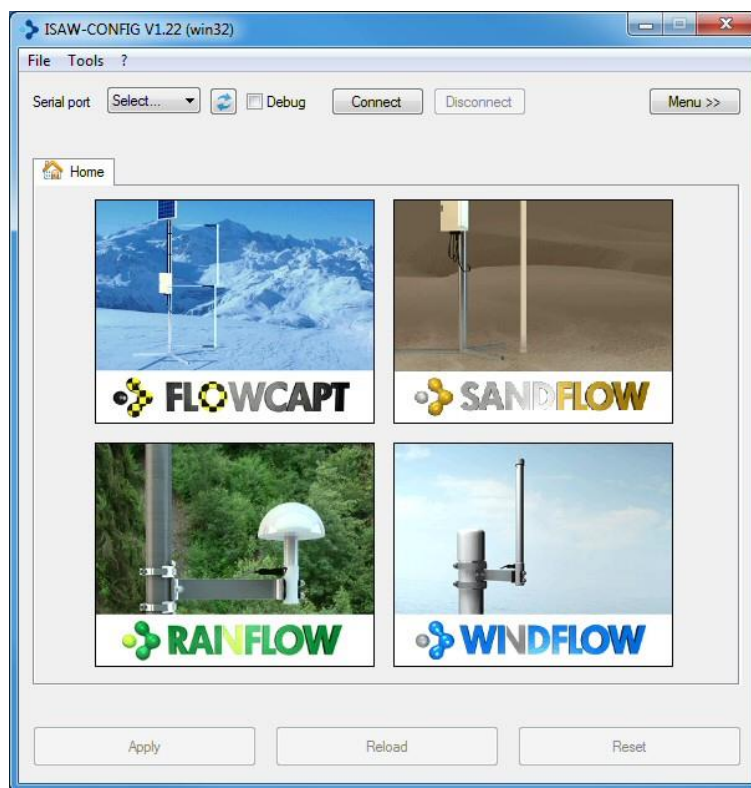 ISAW-CONFIG V1.22 (win32)
File Tools ?
Serial port Select... Debug Connect Disconnect Menu >>
Home
FLOWCAPT SANDFLOW
RAINFLOW WINDFLOW
Apply Reload Reset